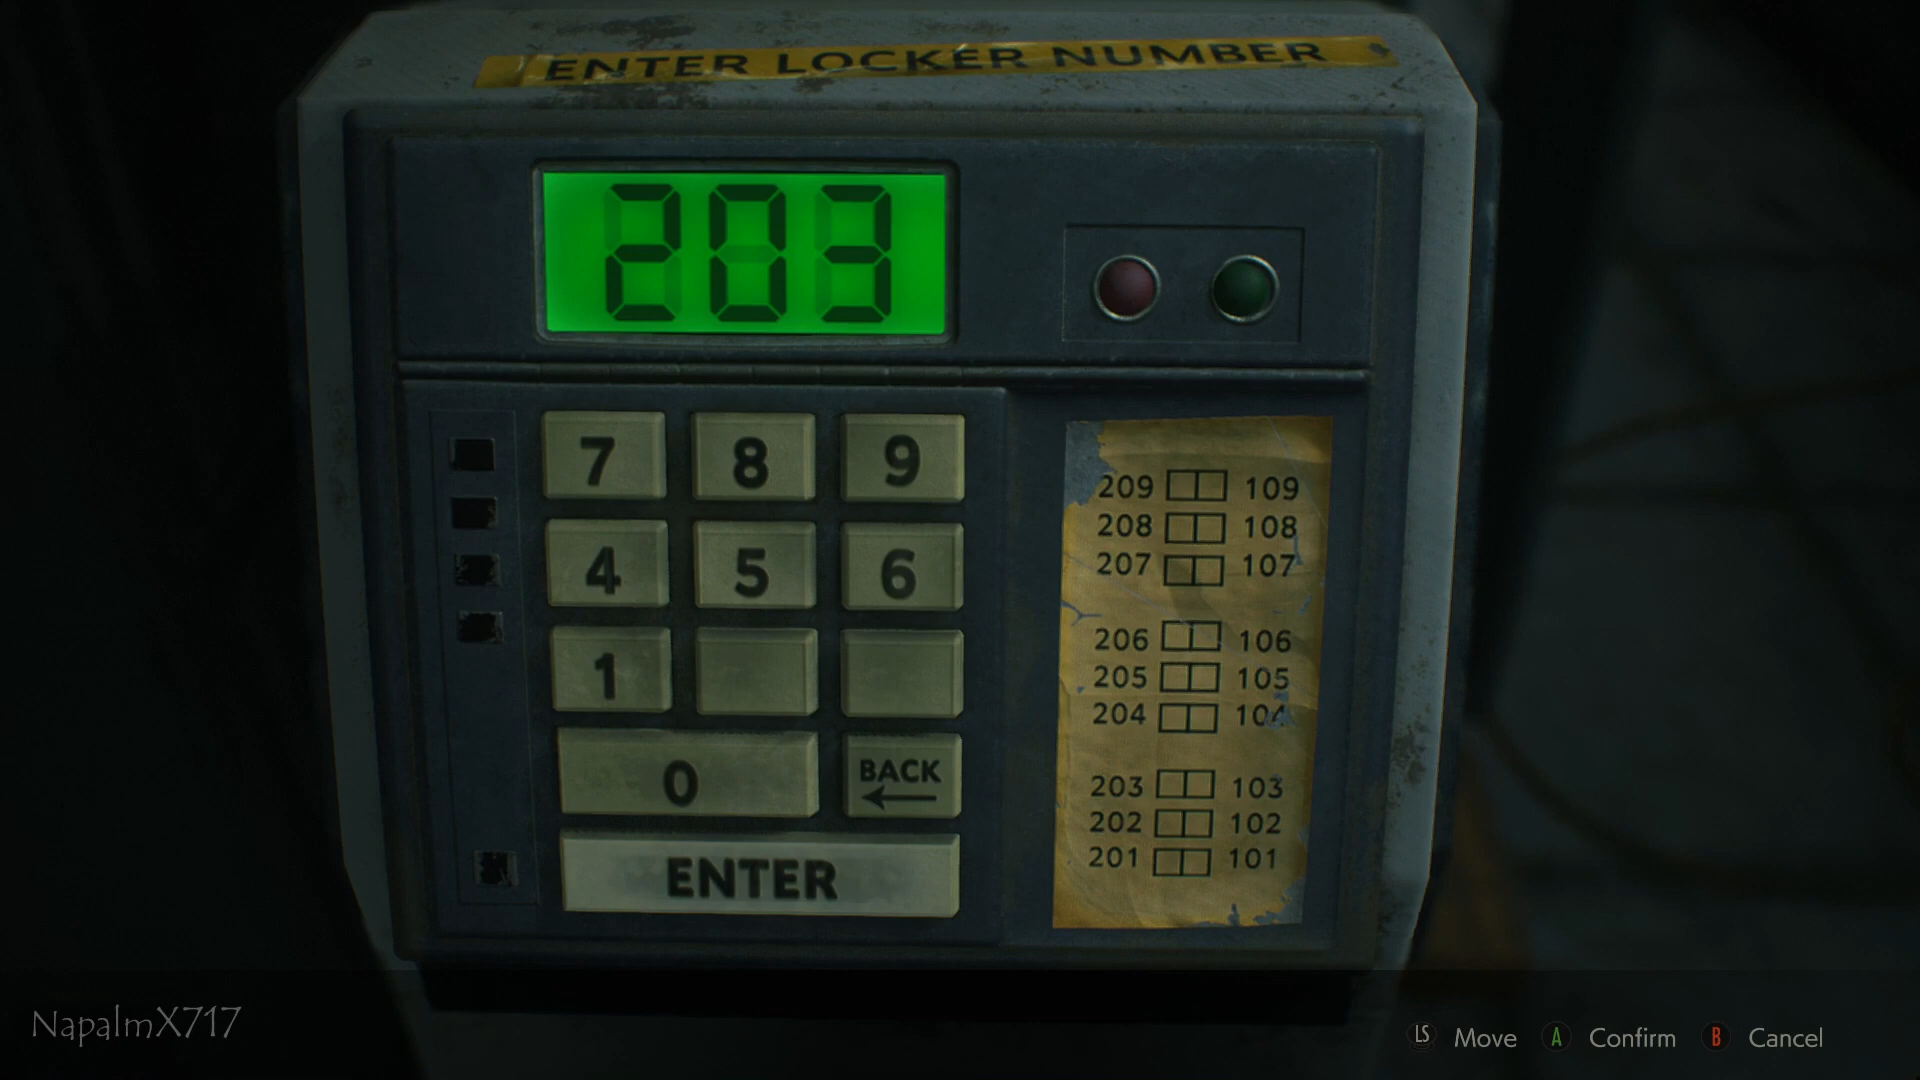 ENTER LOCKER NUMBER
203
7 8 9
4 5 6
1
0 BACK
ENTER
209 109
208 108
207 107
206 106
205 105
204 104
203 103
202 102
201 101
NapalmX717
LS Move A Confirm B Cancel